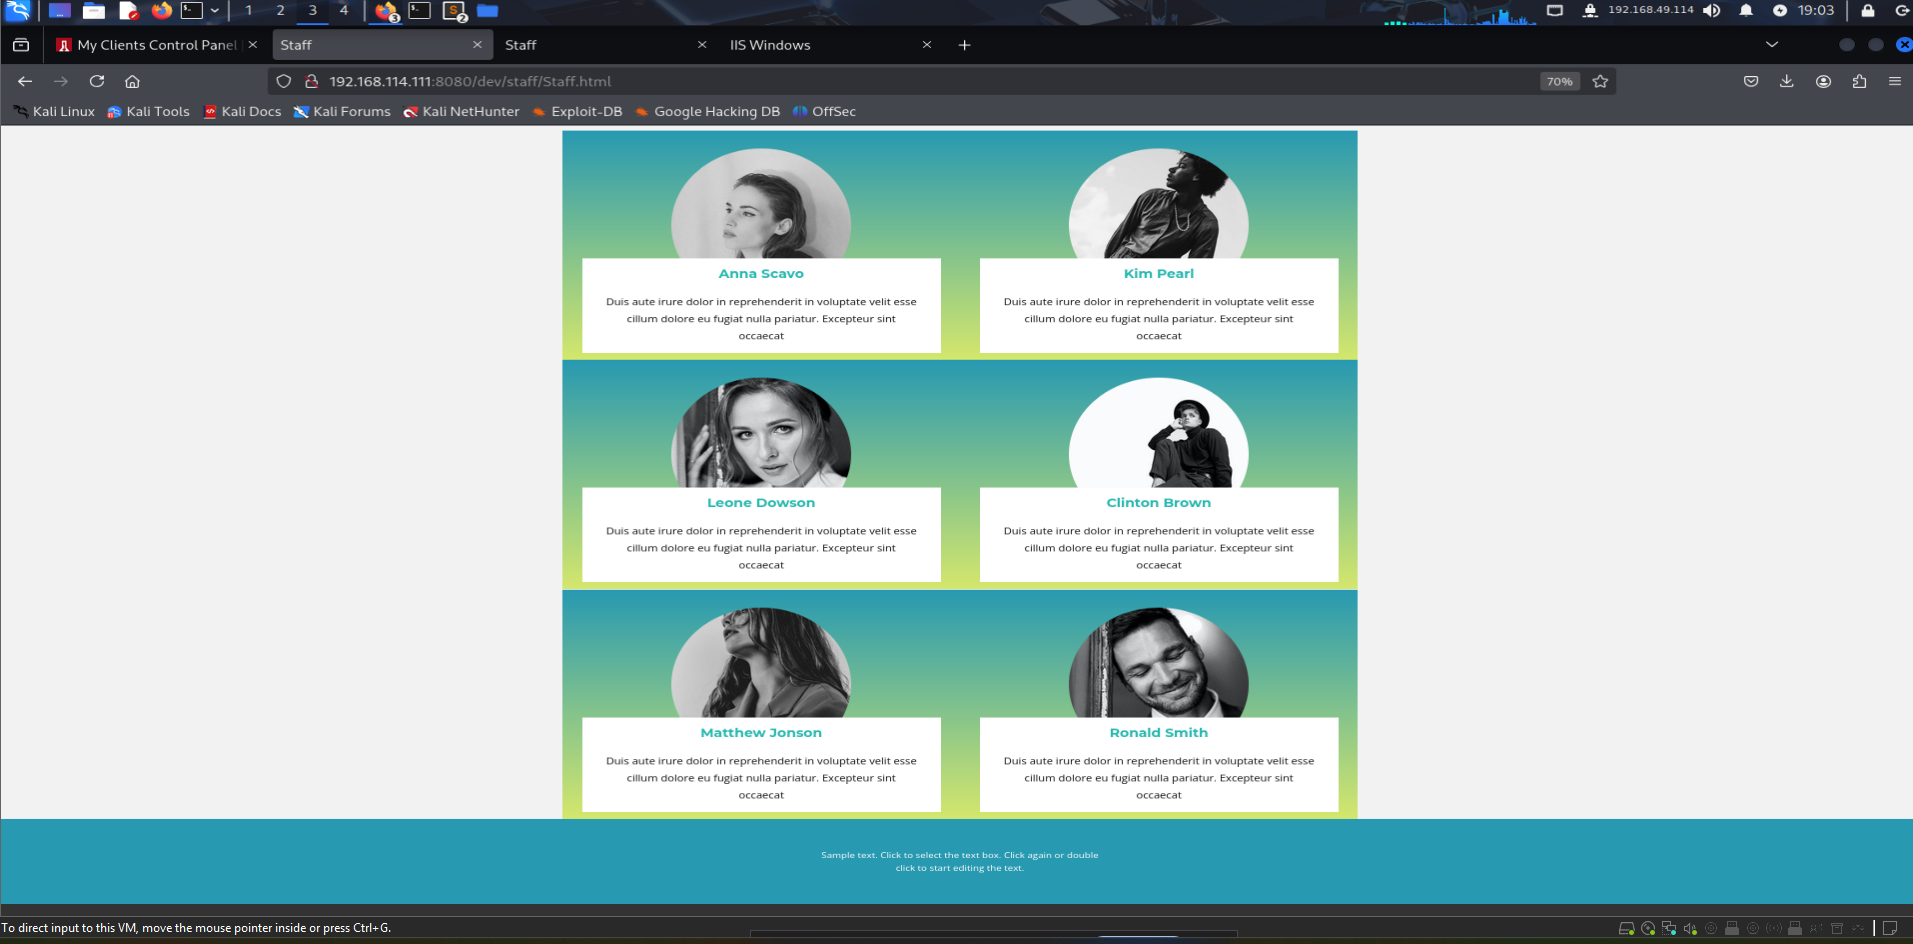 1 2 3 4
3
2
192.168.49.114
19:03
My Clients Control Panel
Staff
Staff
IIS Windows
192.168.114.111:8080/dev/staff/Staff.html
70%
Kali Linux
Kali Tools
Kali Docs
Kali Forums
Kali NetHunter
Exploit-DB
Google Hacking DB
OffSec
Anna Scavo
Duis aute irure dolor in reprehenderit in voluptate velit esse
cillum dolore eu fugiat nulla pariatur. Excepteur sint
occaecat
Kim Pearl
Duis aute irure dolor in reprehenderit in voluptate velit esse
cillum dolore eu fugiat nulla pariatur. Excepteur sint
occaecat
Leone Dowson
Duis aute irure dolor in reprehenderit in voluptate velit esse
cillum dolore eu fugiat nulla pariatur. Excepteur sint
occaecat
Clinton Brown
Duis aute irure dolor in reprehenderit in voluptate velit esse
cillum dolore eu fugiat nulla pariatur. Excepteur sint
occaecat
Matthew Jonson
Duis aute irure dolor in reprehenderit in voluptate velit esse
cillum dolore eu fugiat nulla pariatur. Excepteur sint
occaecat
Ronald Smith
Duis aute irure dolor in reprehenderit in voluptate velit esse
cillum dolore eu fugiat nulla pariatur. Excepteur sint
occaecat
Sample text. Click to select the text box. Click again or double
click to start editing the text.
To direct input to this VM, move the mouse pointer inside or press Ctrl+G.